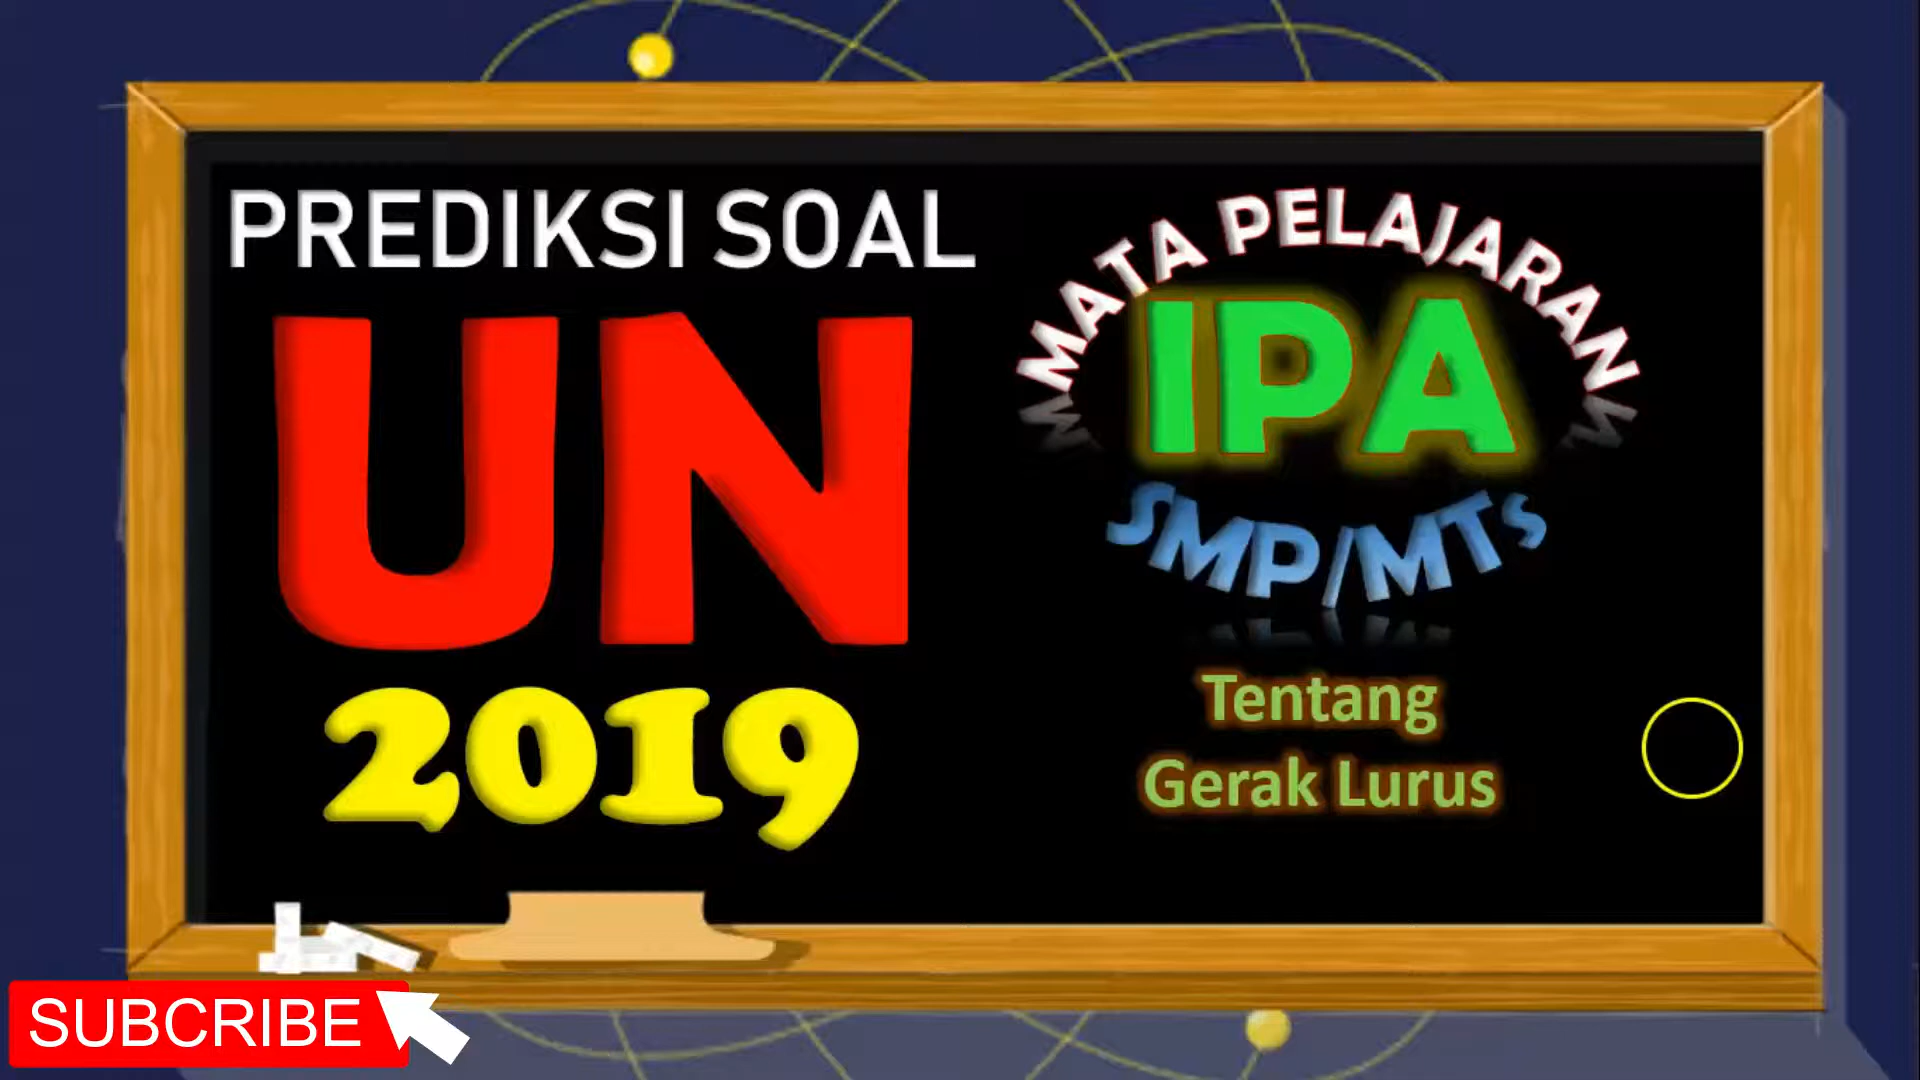 PREDIKSI SOAL
UN
2019
MATA PELAJARAN
IPA
SMP/MTs
Tentang
Gerak Lurus
SUBCRIBE